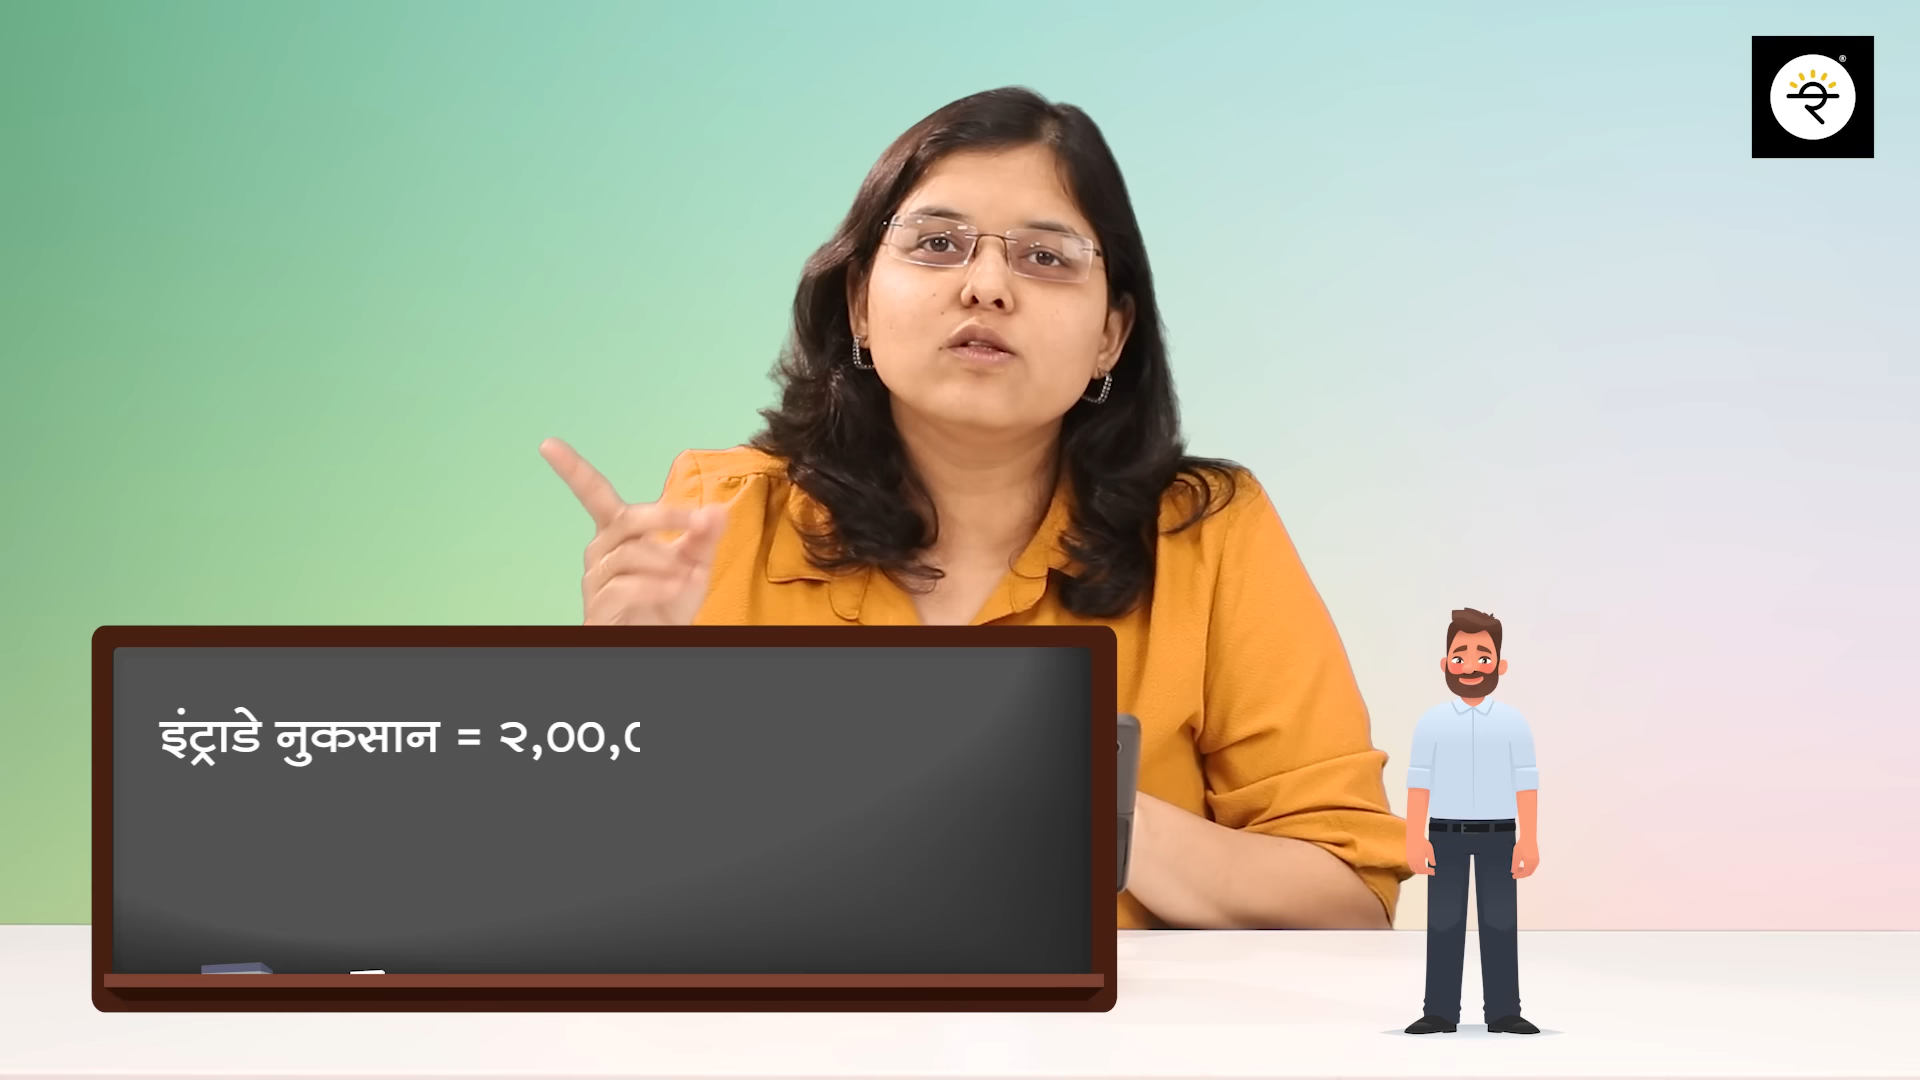 इंट्राडे नुकसान = २,००,